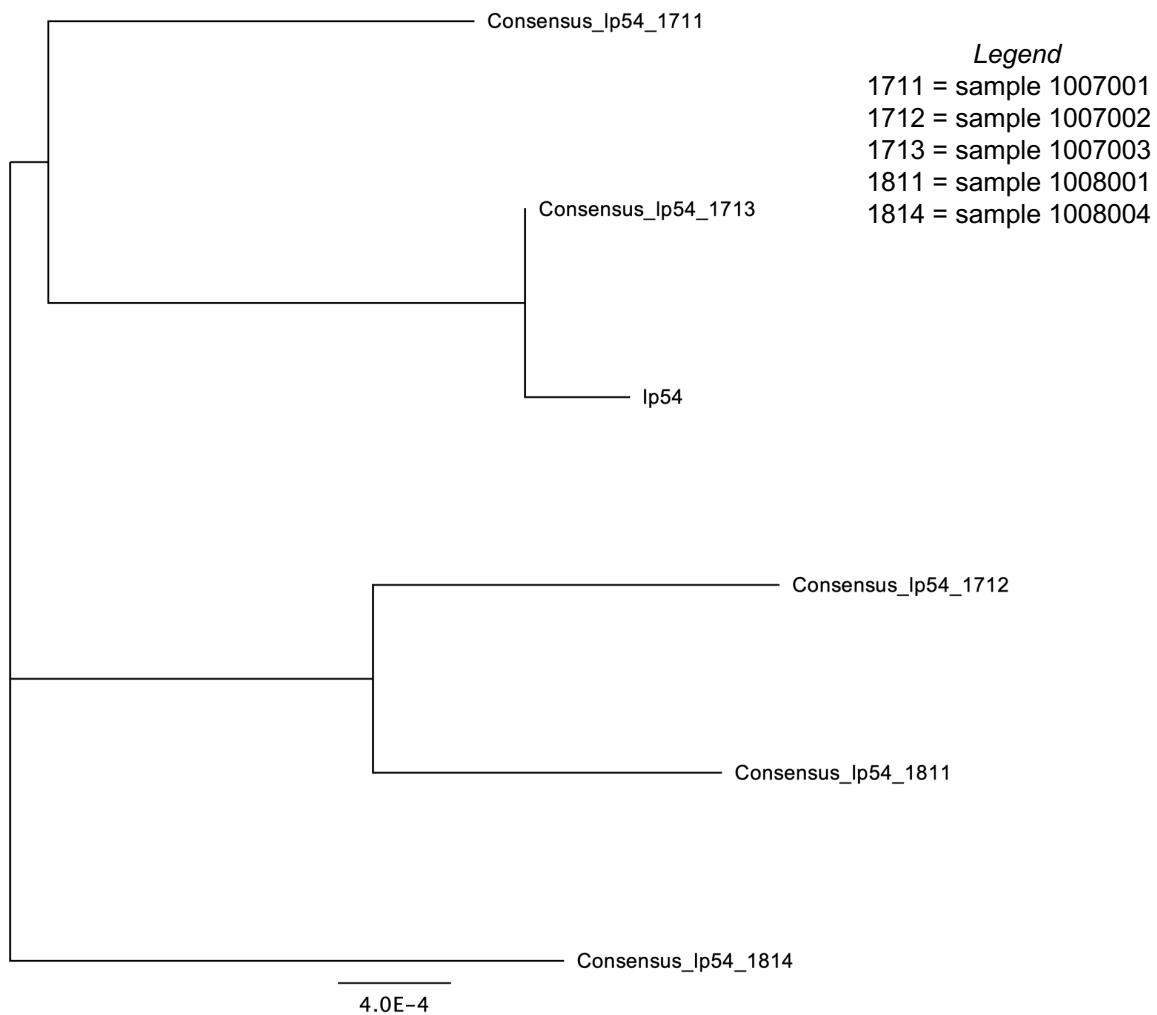 Consensus_lp54_1711
Legend
1711 = sample 1007001
1712 = sample 1007002
1713 = sample 1007003
1811 = sample 1008001
1814 = sample 1008004
Consensus_lp54_1713
lp54
Consensus_lp54_1712
Consensus_lp54_1811
Consensus_lp54_1814
4.0E-4